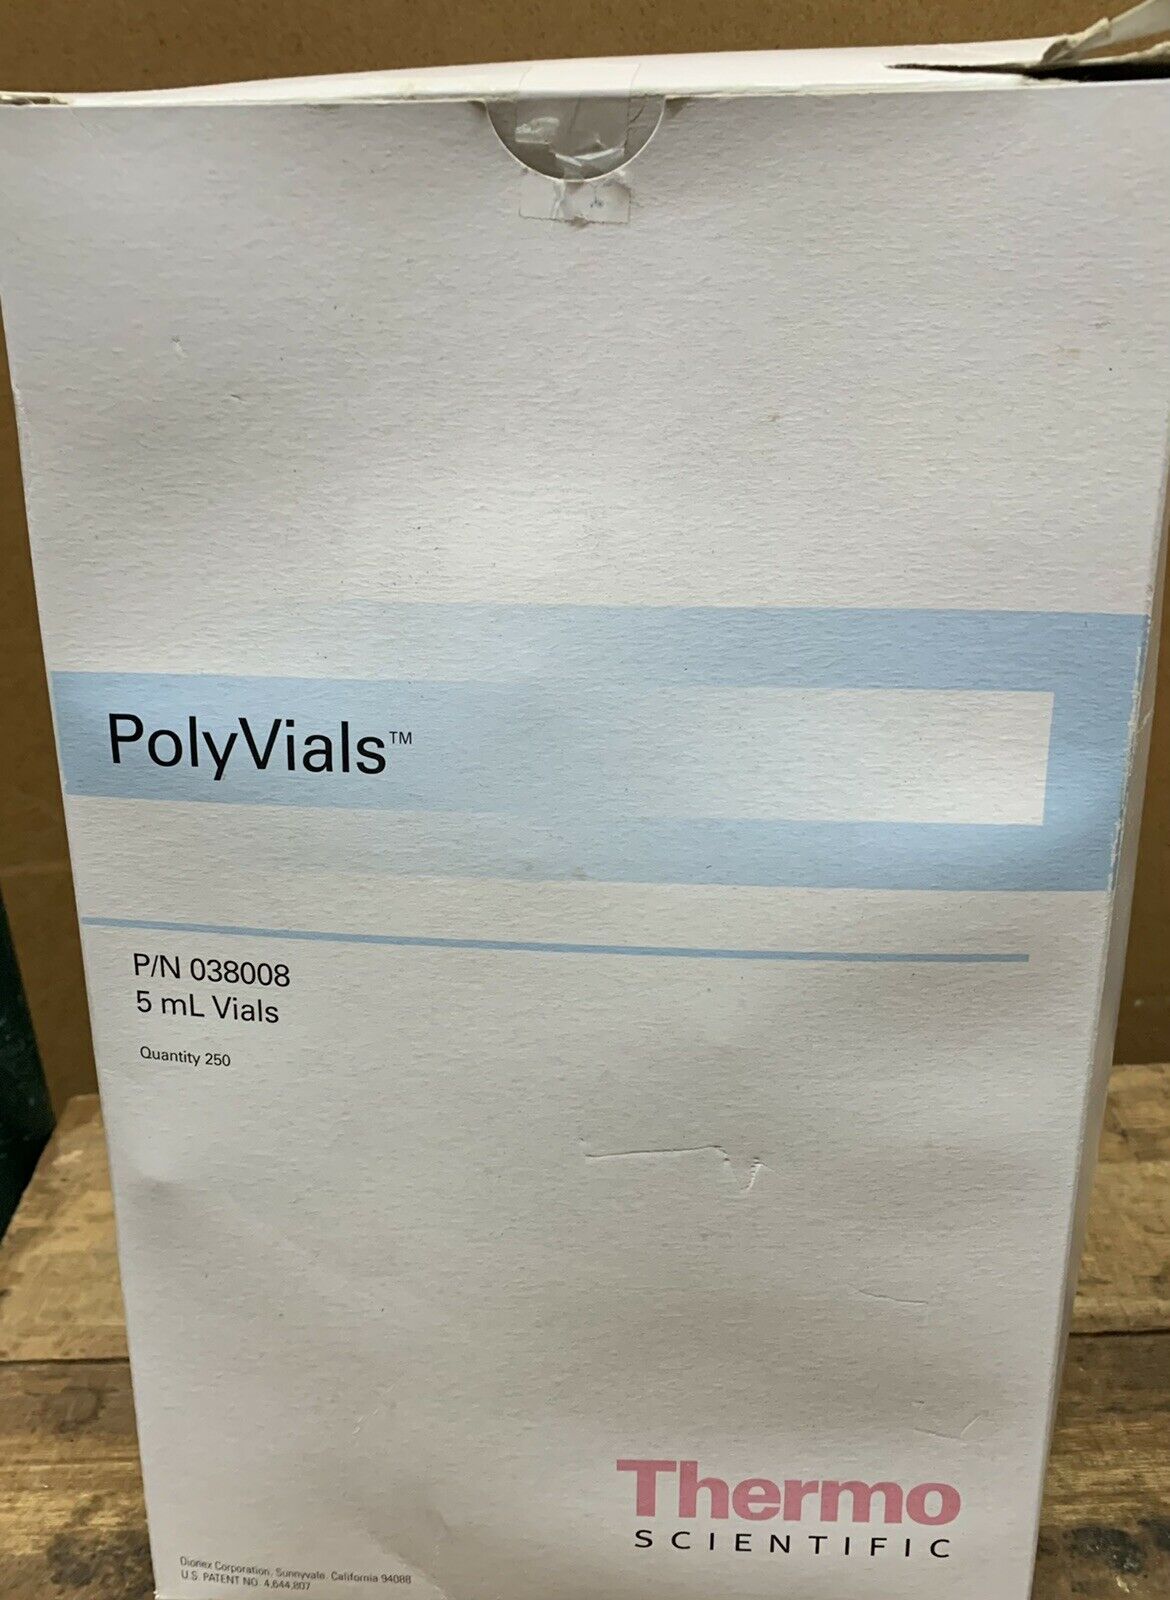 PolyVials™
P/N 038008
5 mL Vials
Quantity 250
Thermo
SCIENTIFIC
Dionex Corporation, Sunnyvale, California 94088
U.S. PATENT NO. 4,644,807